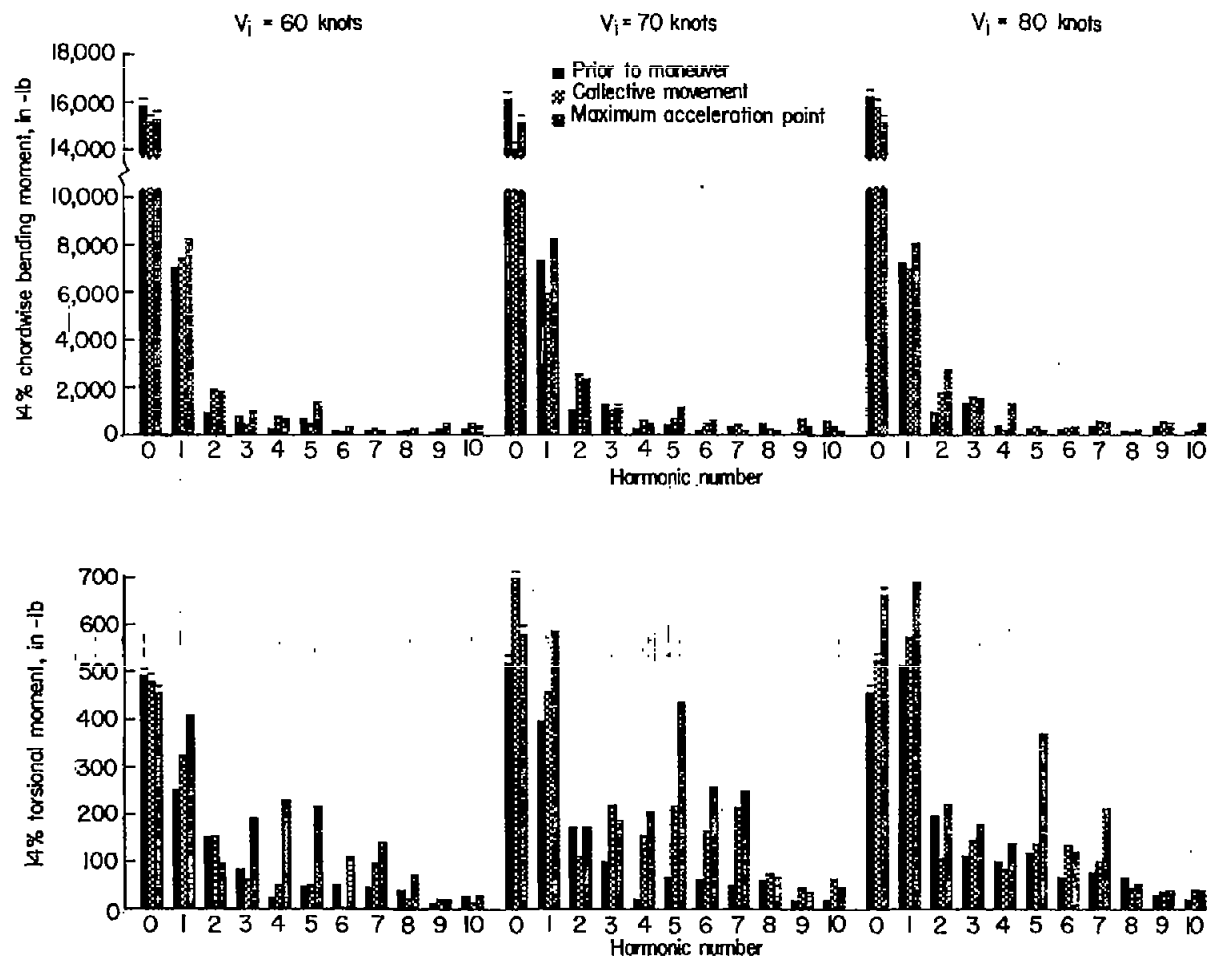 Vi = 60 knots
Vi = 70 knots
Vi = 80 knots
Prior to maneuver
Collective movement
Maximum acceleration point
14% chordwise bending moment, in-lb
18,000
16,000
14,000
10,000
8,000
6,000
4,000
2,000
0
0 1 2 3 4 5 6 7 8 9 10
0 1 2 3 4 5 6 7 8 9 10
0 1 2 3 4 5 6 7 8 9 10
Harmonic number
14% torsional moment, in-lb
700
600
500
400
300
200
100
0
0 1 2 3 4 5 6 7 8 9 10
0 1 2 3 4 5 6 7 8 9 10
0 1 2 3 4 5 6 7 8 9 10
Harmonic number